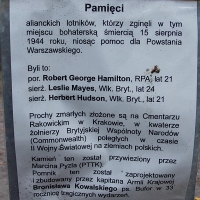 Pamięci
alianckich lotników, którzy zginęli w tym
miejscu bohaterską śmiercią 15 sierpnia
1944 roku, niosąc pomoc dla Powstania
Warszawskiego.
Byli to:
por. Robert George Hamilton, RPA, lat 21
sierż. Leslie Mayes, Wlk. Bryt., lat 24
sierż. Herbert Hudson, Wlk. Bryt., lat 21
Prochy zmarłych złożone są na Cmentarzu
Rakowickim w Krakowie, w kwaterze
żołnierzy Brytyjskiej Wspólnoty Narodów
(Commonwealth) poległych w czasie
II Wojny Światowej na ziemiach polskich.
Kamień ten został przywieziony przez
Marcina Pyzlia (PTTK).
Pomnik ten został zaprojektowany
i zbudowany przez kapitana Armii Krajowej
Bronisława Kowalskiego ps. Bufor w 33
rocznicę tragicznych wydarzeń.